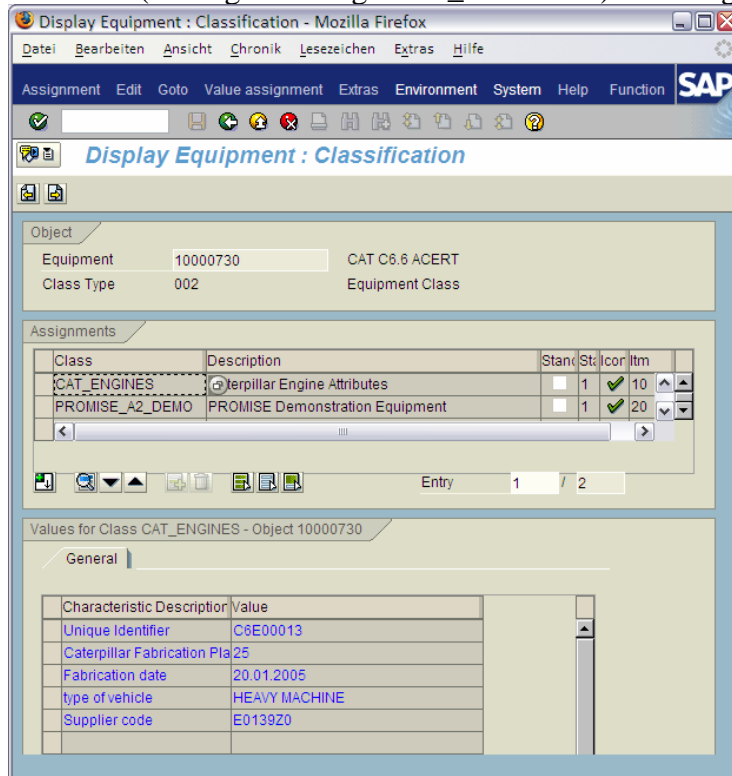 Display Equipment : Classification - Mozilla Firefox
Datei Bearbeiten Ansicht Chronik Lesezeichen Extras Hilfe
Assignment Edit Goto Value assignment Extras Environment System Help Function SAP
Display Equipment : Classification
Object
Equipment 10000730 CAT C6.6 ACERT
Class Type 002 Equipment Class
Assignments
Class Description Stand Sta Icon Itm
CAT_ENGINES terpillar Engine Attributes 1 10
PROMISE_A2_DEMO PROMISE Demonstration Equipment 1 20
Entry 1 / 2
Values for Class CAT_ENGINES - Object 10000730
General
Characteristic Description Value
Unique Identifier C6E00013
Caterpillar Fabrication Pla 25
Fabrication date 20.01.2005
type of vehicle HEAVY MACHINE
Supplier code E0139Z0